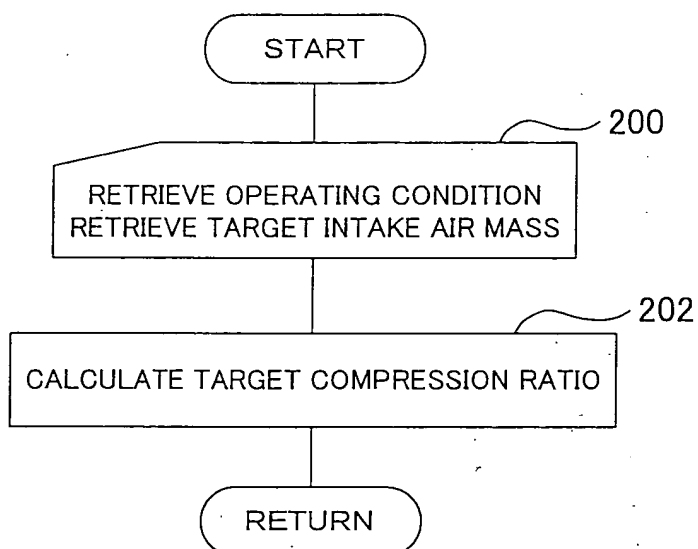 START
200
RETRIEVE OPERATING CONDITION
RETRIEVE TARGET INTAKE AIR MASS
202
CALCULATE TARGET COMPRESSION RATIO
RETURN